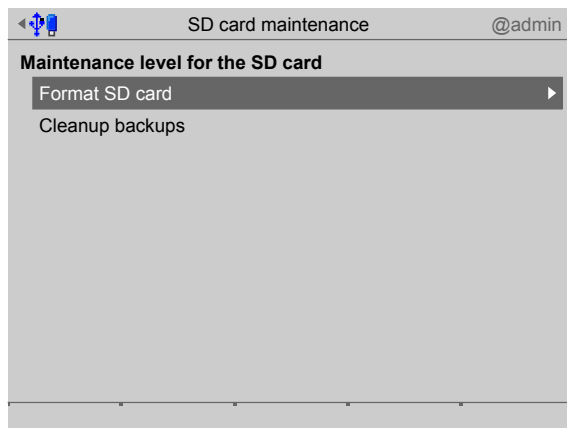 SD card maintenance @admin
Maintenance level for the SD card
Format SD card
Cleanup backups